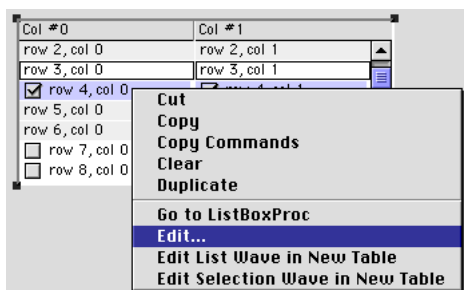 Col #0 Col #1
row 2, col 0 row 2, col 1
row 3, col 0 row 3, col 1
row 4, col 0
row 5, col 0
row 6, col 0
row 7, col 0
row 8, col 0
Cut
Copy
Copy Commands
Clear
Duplicate
Go to ListBoxProc
Edit...
Edit List Wave in New Table
Edit Selection Wave in New Table